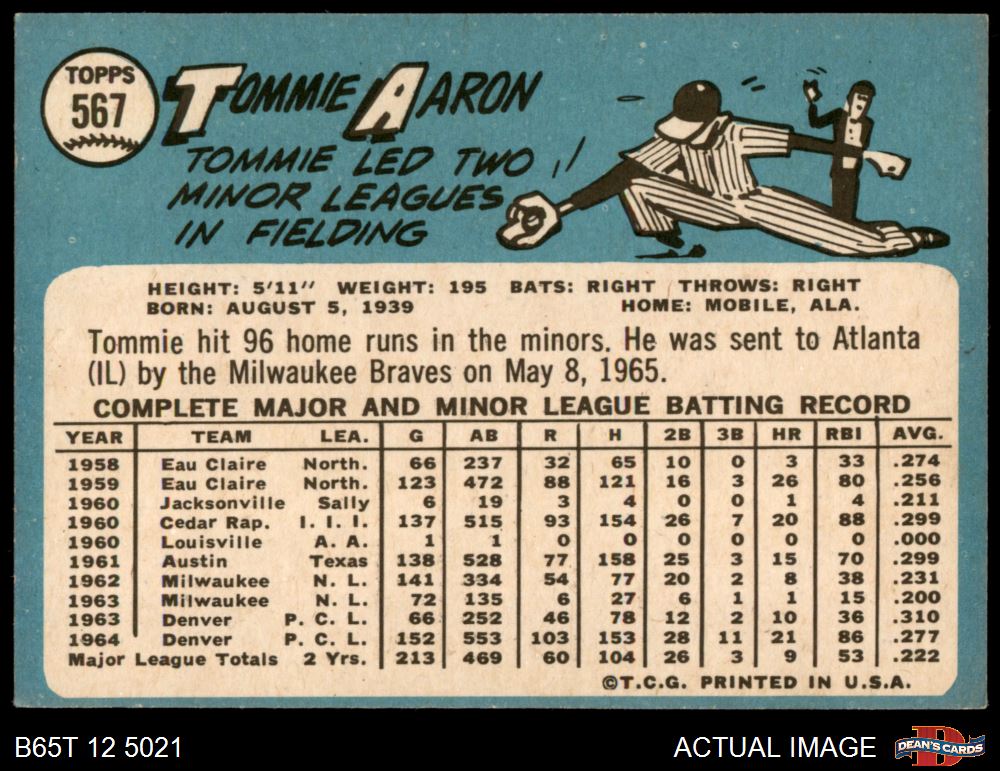 TOPPS
567
TOMMIE AARON
TOMMIE LED TWO
MINOR LEAGUES
IN FIELDING
HEIGHT: 5'11" WEIGHT: 195 BATS: RIGHT THROWS: RIGHT
BORN: AUGUST 5, 1939 HOME: MOBILE, ALA.
Tommie hit 96 home runs in the minors. He was sent to Atlanta
(IL) by the Milwaukee Braves on May 8, 1965.
COMPLETE MAJOR AND MINOR LEAGUE BATTING RECORD
YEAR TEAM LEA. G AB R H 2B 3B HR RBI AVG.
1958 Eau Claire North. 66 237 32 65 10 0 3 33 .274
1959 Eau Claire North. 123 472 88 121 16 3 26 80 .256
1960 Jacksonville Sally 6 19 3 4 0 0 1 4 .211
1960 Cedar Rap. I. I. I. 137 515 93 154 26 7 20 88 .299
1960 Louisville A. A. 1 1 0 0 0 0 0 0 .000
1961 Austin Texas 138 528 77 158 25 3 15 70 .299
1962 Milwaukee N. L. 141 334 54 77 20 2 8 38 .231
1963 Milwaukee N. L. 72 135 6 27 6 1 1 15 .200
1963 Denver P. C. L. 66 252 46 78 12 2 10 36 .310
1964 Denver P. C. L. 152 553 103 153 28 11 21 86 .277
Major League Totals 2 Yrs. 213 469 60 104 26 3 9 53 .222
©T.C.G. PRINTED IN U.S.A.
B65T 12 5021 ACTUAL IMAGE DEAN'S CARDS